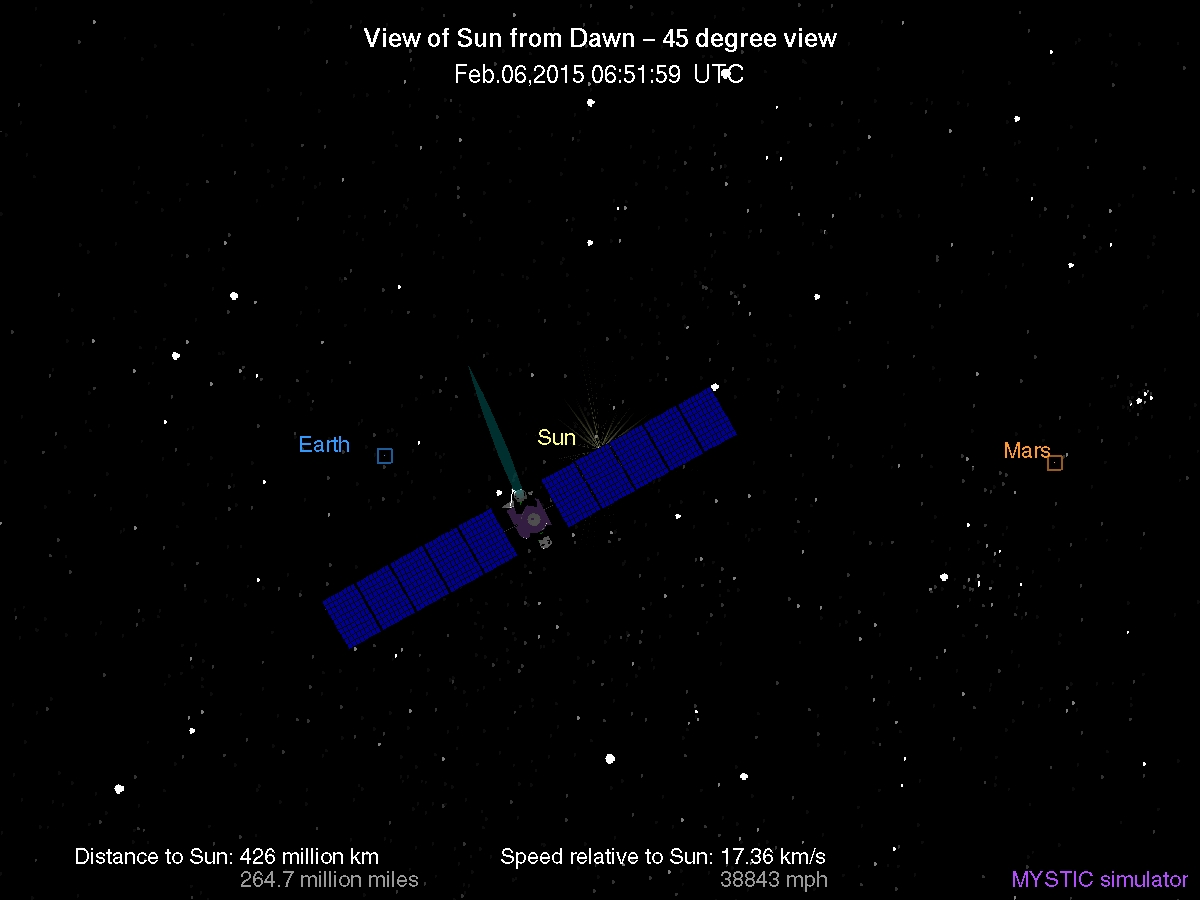 View of Sun from Dawn – 45 degree view
Feb.06,2015,06:51:59 UTC
Earth
Sun
Mars
Distance to Sun: 426 million km
264.7 million miles
Speed relative to Sun: 17.36 km/s
38843 mph
MYSTIC simulator